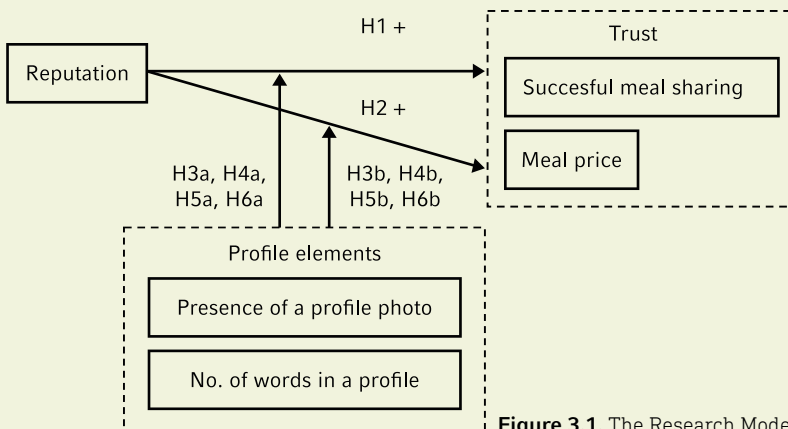 H1 +
Trust
Reputation
Succesful meal sharing
H2 +
Meal price
H3a, H4a,
H5a, H6a
H3b, H4b,
H5b, H6b
Profile elements
Presence of a profile photo
No. of words in a profile
Figure 3.1 The Research Mode